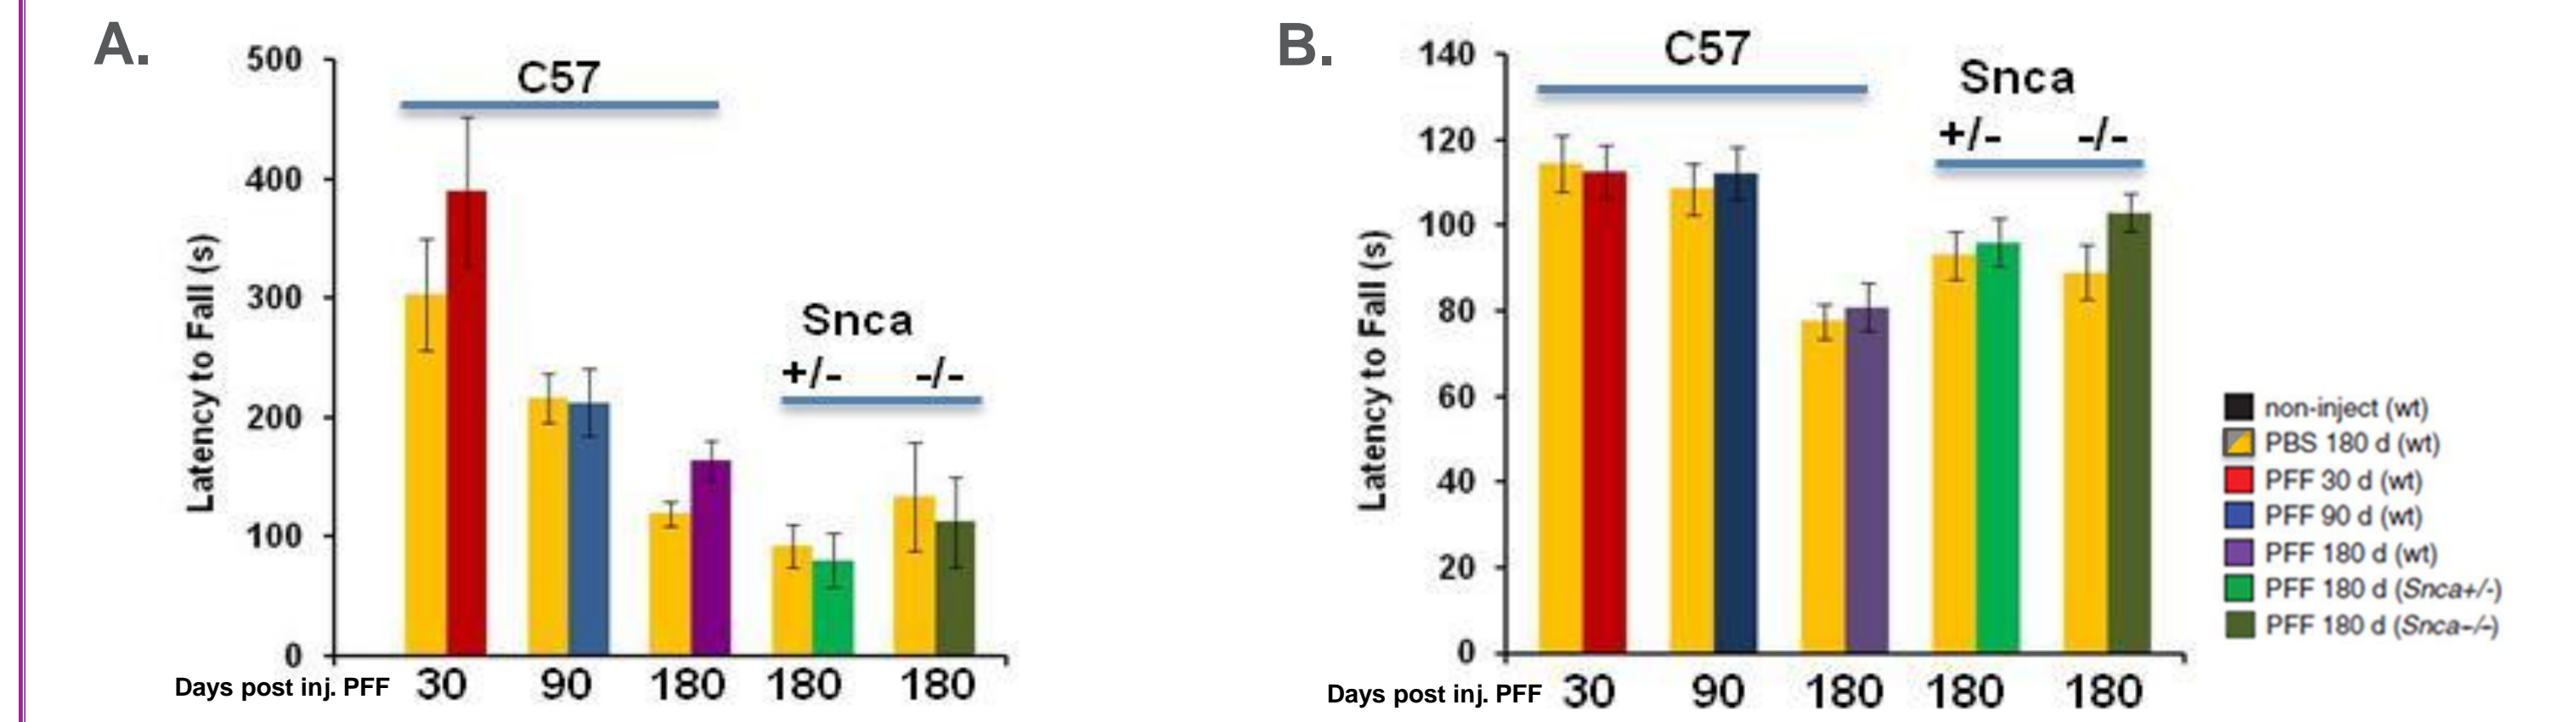 A.
C57
500
400
300
200
100
0
Latency to Fall (s)
Snca
+/- -/-
Days post inj. PFF 30 90 180 180 180
B.
C57
Snca
+/- -/-
140
120
100
80
60
40
20
0
Latency to Fall (s)
Days post inj. PFF 30 90 180 180 180
non-inject (wt)
PBS 180 d (wt)
PFF 30 d (wt)
PFF 90 d (wt)
PFF 180 d (wt)
PFF 180 d (Snca+/-)
PFF 180 d (Snca-/-)